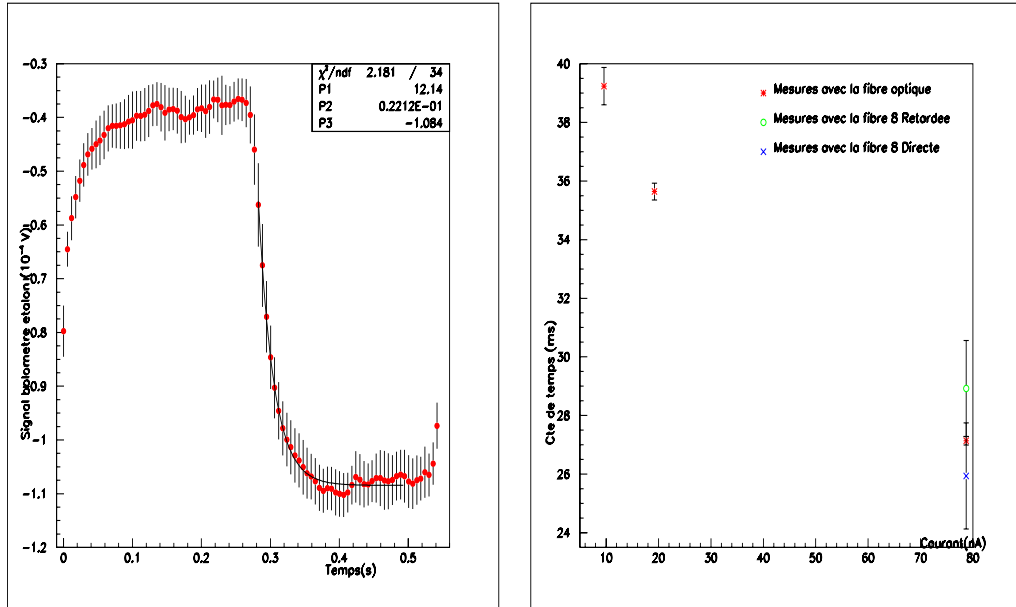 χ²/ndf 2.181 / 34
P1 12.14
P2 0.2212E-01
P3 -1.084
-0.3
-0.4
-0.5
-0.6
-0.7
-0.8
-0.9
-1
-1.1
-1.2
Signal bolometre etalon (10⁻⁴ V)
0 0.1 0.2 0.3 0.4 0.5
Temps(s)
Mesures avec la fibre optique
Mesures avec la fibre 8 Retardee
Mesures avec la fibre 8 Directe
40
38
36
34
32
30
28
26
24
Cte de temps (ms)
Courant(nA)
10 20 30 40 50 60 70 80